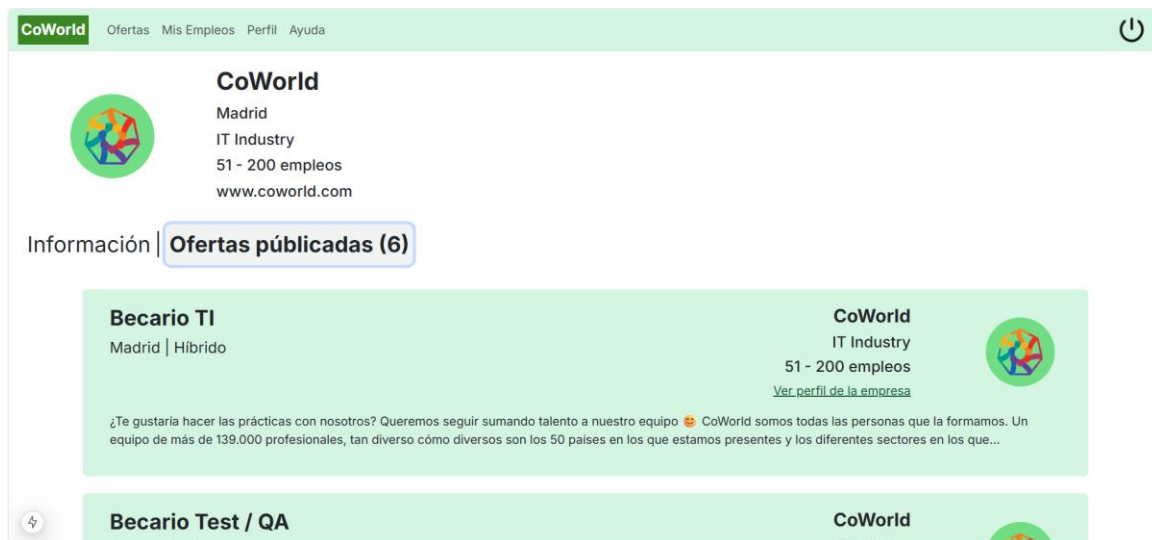 CoWorld Ofertas Mis Empleos Perfil Ayuda
CoWorld
Madrid
IT Industry
51 - 200 empleos
www.coworld.com
Información | Ofertas públicadas (6)
Becario TI
Madrid | Híbrido
CoWorld
IT Industry
51 - 200 empleos
Ver perfil de la empresa
¿Te gustaría hacer las prácticas con nosotros? Queremos seguir sumando talento a nuestro equipo 😊 CoWorld somos todas las personas que la formamos. Un
equipo de más de 139.000 profesionales, tan diverso cómo diversos son los 50 países en los que estamos presentes y los diferentes sectores en los que...
Becario Test / QA
CoWorld